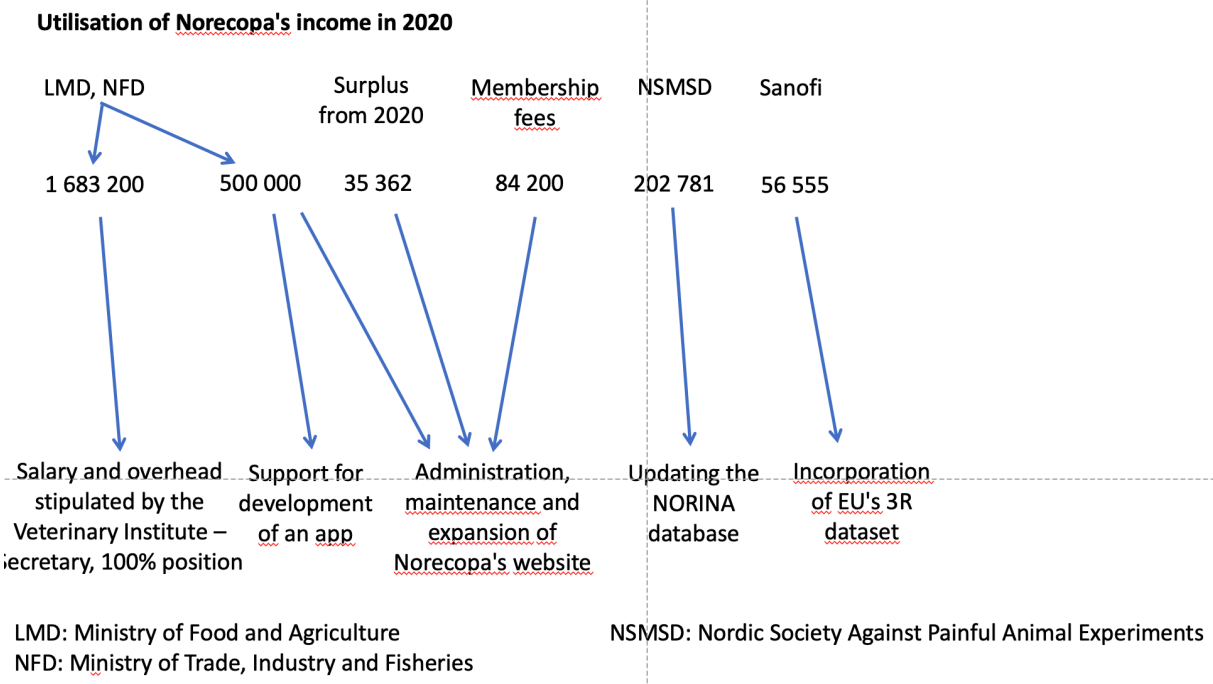 Utilisation of Norecopa's income in 2020
LMD, NFD
Surplus
from 2020
Membership
fees
NSMSD
Sanofi
1 683 200
500 000
35 362
84 200
202 781
56 555
Salary and overhead
stipulated by the
Veterinary Institute –
Secretary, 100% position
Support for
development
of an app
Administration,
maintenance and
expansion of
Norecopa's website
Updating the
NORINA
database
Incorporation
of EU's 3R
dataset
LMD: Ministry of Food and Agriculture
NFD: Ministry of Trade, Industry and Fisheries
NSMSD: Nordic Society Against Painful Animal Experiments